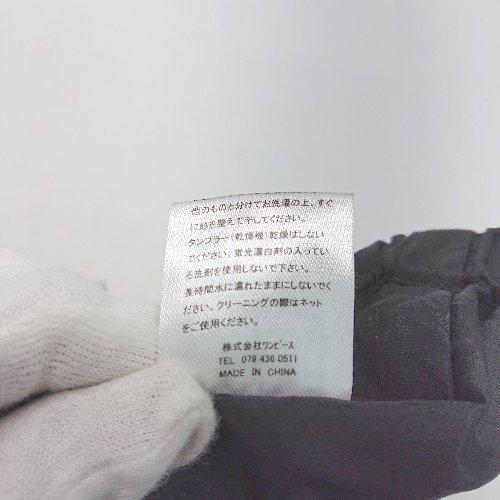 他のものと分けてお洗濯の上、すぐ
に形を整えて干してください。
タンブラー(乾燥機)乾燥はしない
でください。蛍光漂白剤の入ってい
る洗剤を使用しないで下さい。
長時間水に濡れたままにしないでく
ださい。クリーニングの際はネット
をご使用ください。
株式会社ワンピース
TEL 079 436 0511
MADE IN CHINA